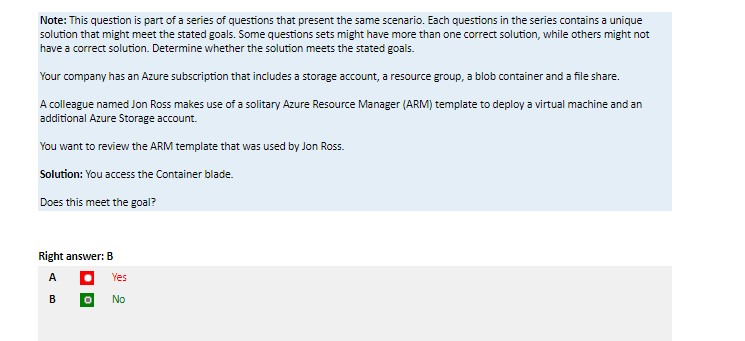 Note: This question is part of a series of questions that present the same scenario. Each questions in the series contains a unique
solution that might meet the stated goals. Some questions sets might have more than one correct solution, while others might not
have a correct solution. Determine whether the solution meets the stated goals.
Your company has an Azure subscription that includes a storage account, a resource group, a blob container and a file share.
A colleague named Jon Ross makes use of a solitary Azure Resource Manager (ARM) template to deploy a virtual machine and an
additional Azure Storage account.
You want to review the ARM template that was used by Jon Ross.
Solution: You access the Container blade.
Does this meet the goal?
Right answer: B
A Yes
B No